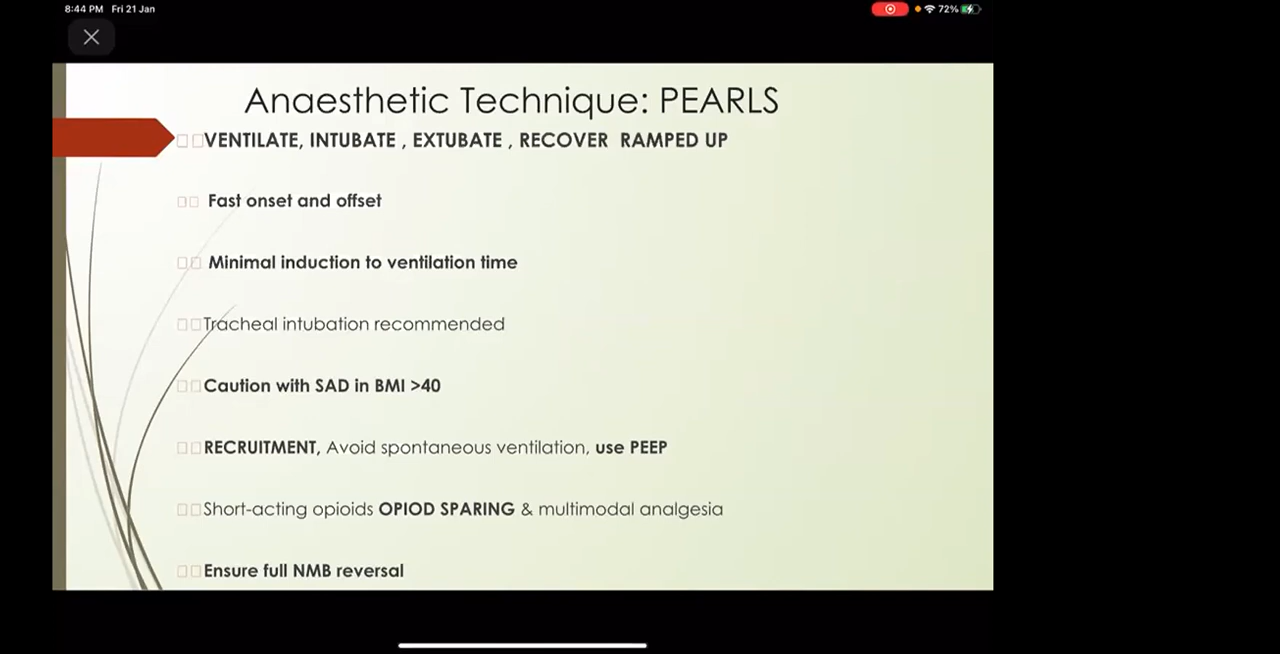 8:44 PM Fri 21 Jan
72%
Anaesthetic Technique: PEARLS
VENTILATE, INTUBATE , EXTUBATE , RECOVER RAMPED UP
Fast onset and offset
Minimal induction to ventilation time
Tracheal intubation recommended
Caution with SAD in BMI >40
RECRUITMENT, Avoid spontaneous ventilation, use PEEP
Short-acting opioids OPIOD SPARING & multimodal analgesia
Ensure full NMB reversal